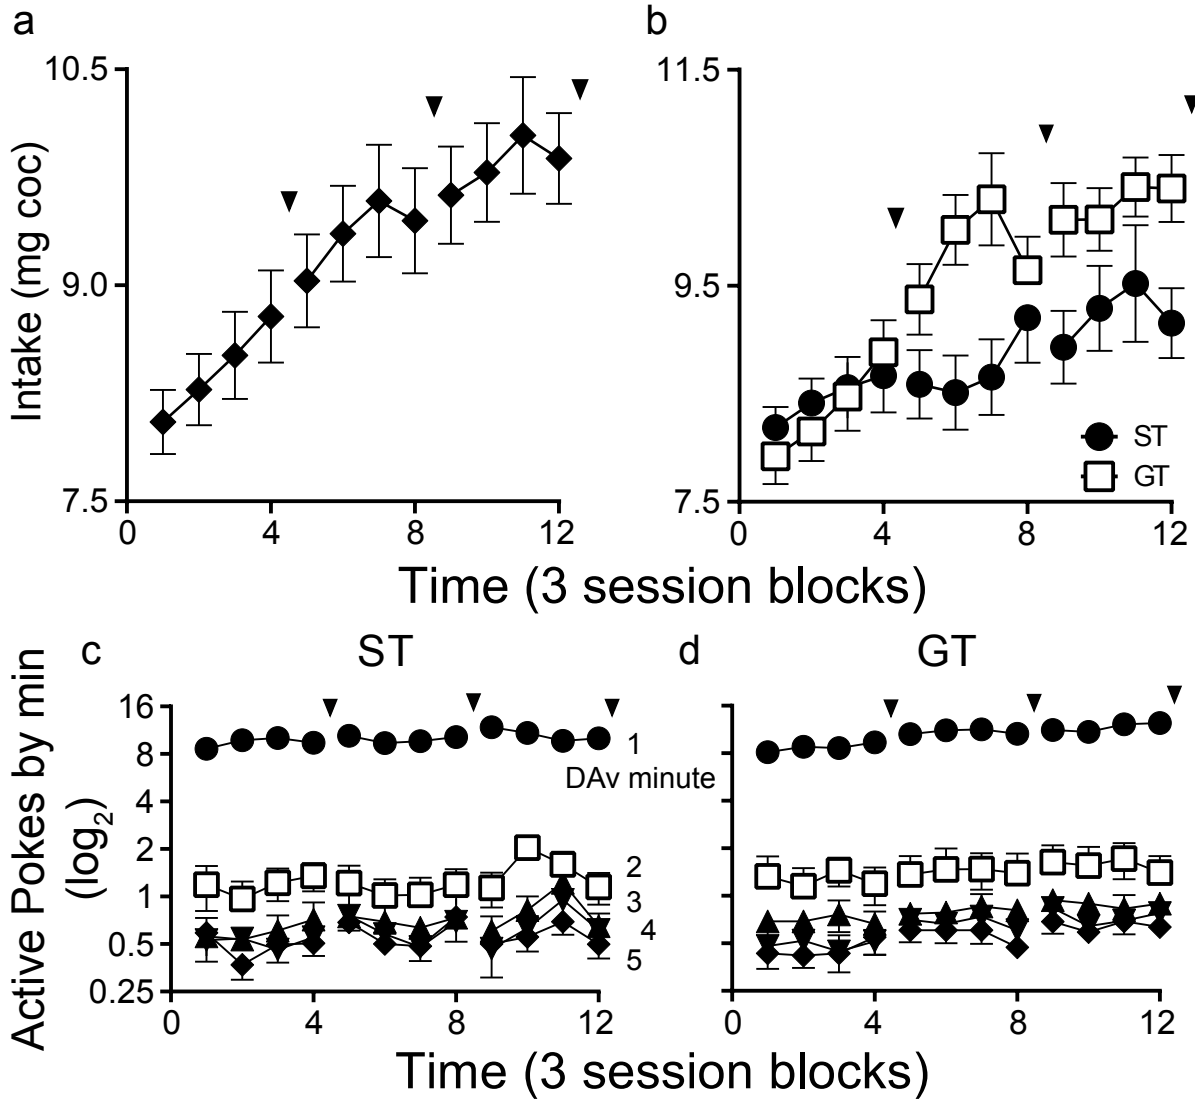 a
b
10.5
9.0
7.5
Intake (mg coc)
0
4
8
12
11.5
9.5
7.5
ST
GT
0
4
8
12
Time (3 session blocks)
c
ST
d
GT
Active Pokes by min
(log2)
16
8
4
2
1
0.5
0.25
1
DAv minute
2
3
4
5
0
4
8
12
0
4
8
12
Time (3 session blocks)